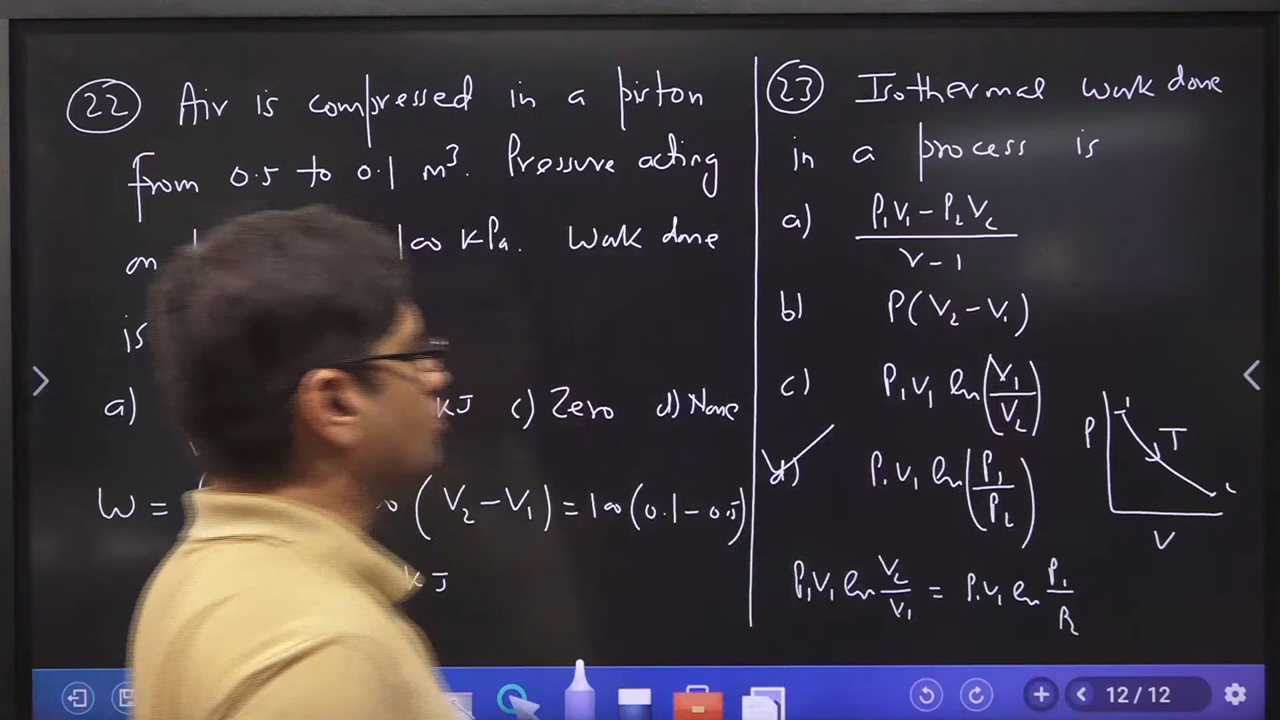 22 Air is compressed in a piston
from 0.5 to 0.1 m³. Pressure acting
on 100 kPa. Work done
is
a) kJ c) Zero d) None
W = (V₂-V₁) = 100(0.1-0.5)
kJ
23 Isothermal work done
in a process is
a) P₁V₁ - P₂V₂ / γ-1
b) P(V₂-V₁)
c) P₁V₁ ln(V₁/V₂)
d) P₁V₁ ln(P₁/P₂)
P 1 T 2
V
P₁V₁ ln V₂/V₁ = P₁V₁ ln P₁/P₂
12/12